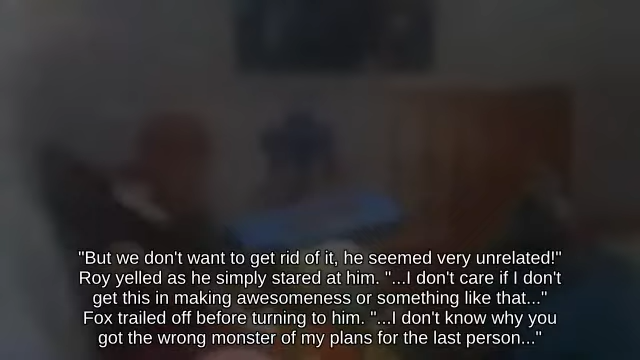 "But we don't want to get rid of it, he seemed very unrelated!"
Roy yelled as he simply stared at him. "...I don't care if I don't
get this in making awesomeness or something like that..."
Fox trailed off before turning to him. "...I don't know why you
got the wrong monster of my plans for the last person..."